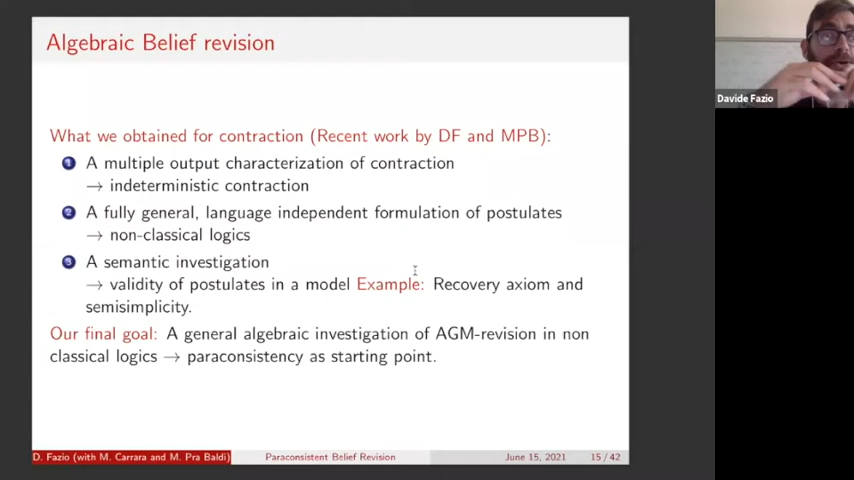 Algebraic Belief revision
Davide Fazio
What we obtained for contraction (Recent work by DF and MPB):
1 A multiple output characterization of contraction
→ indeterministic contraction
2 A fully general, language independent formulation of postulates
→ non-classical logics
3 A semantic investigation
→ validity of postulates in a model Example: Recovery axiom and
semisimplicity.
Our final goal: A general algebraic investigation of AGM-revision in non
classical logics → paraconsistency as starting point.
D. Fazio (with M. Carrara and M. Pra Baldi) Paraconsistent Belief Revision June 15, 2021 15 / 42